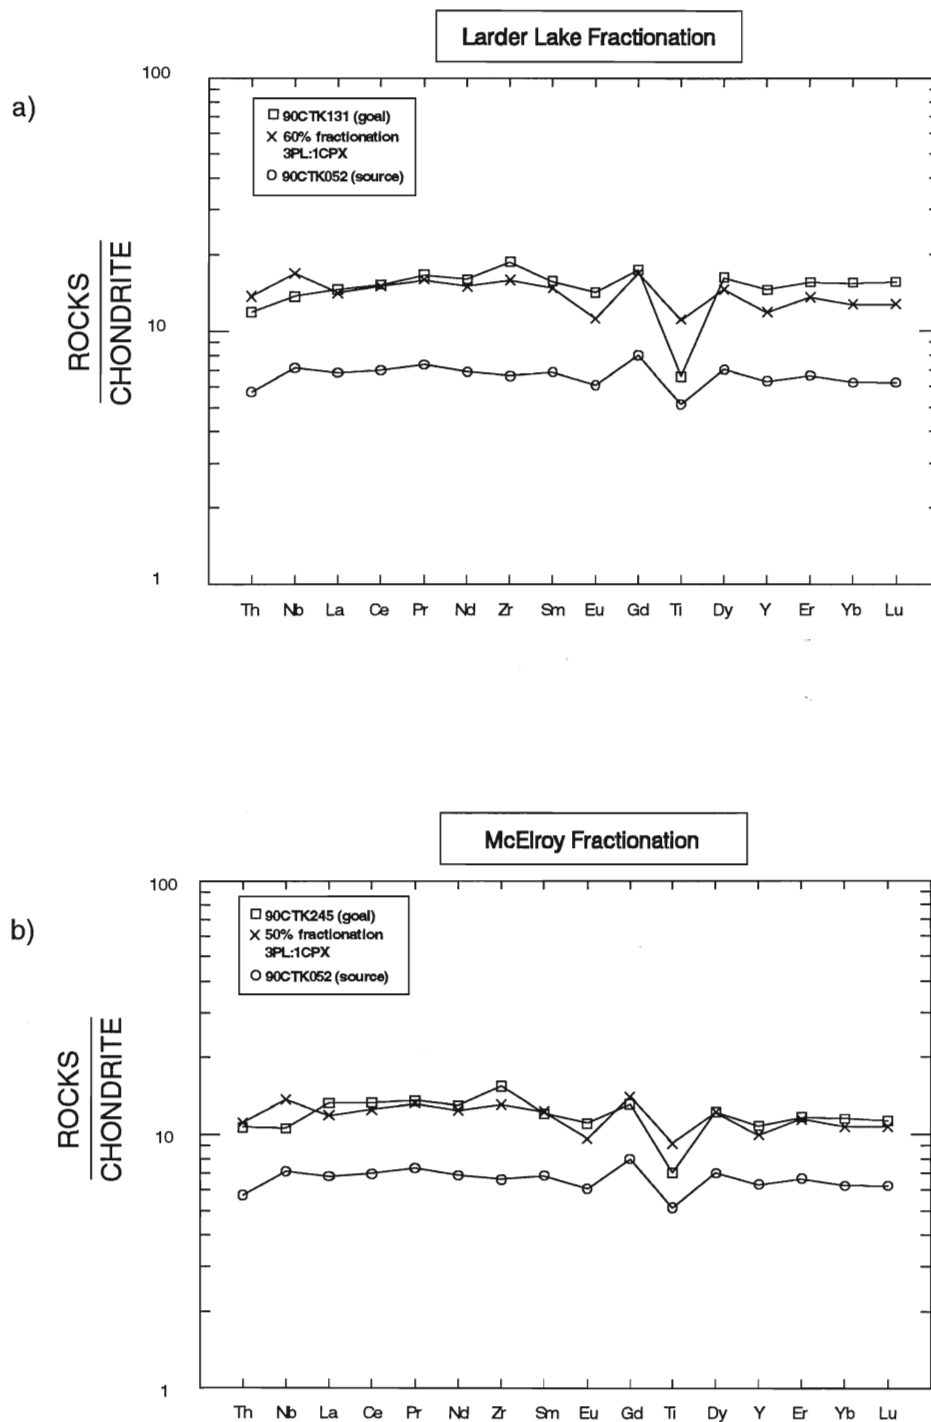 Larder Lake Fractionation
a)
100
90CTK131 (goal)
60% fractionation
3PL:1CPX
90CTK052 (source)
ROCKS
CHONDRITE
10
1
Th Nb La Ce Pr Nd Zr Sm Eu Gd Ti Dy Y Er Yb Lu
McElroy Fractionation
b)
100
90CTK245 (goal)
50% fractionation
3PL:1CPX
90CTK052 (source)
ROCKS
CHONDRITE
10
1
Th Nb La Ce Pr Nd Zr Sm Eu Gd Ti Dy Y Er Yb Lu